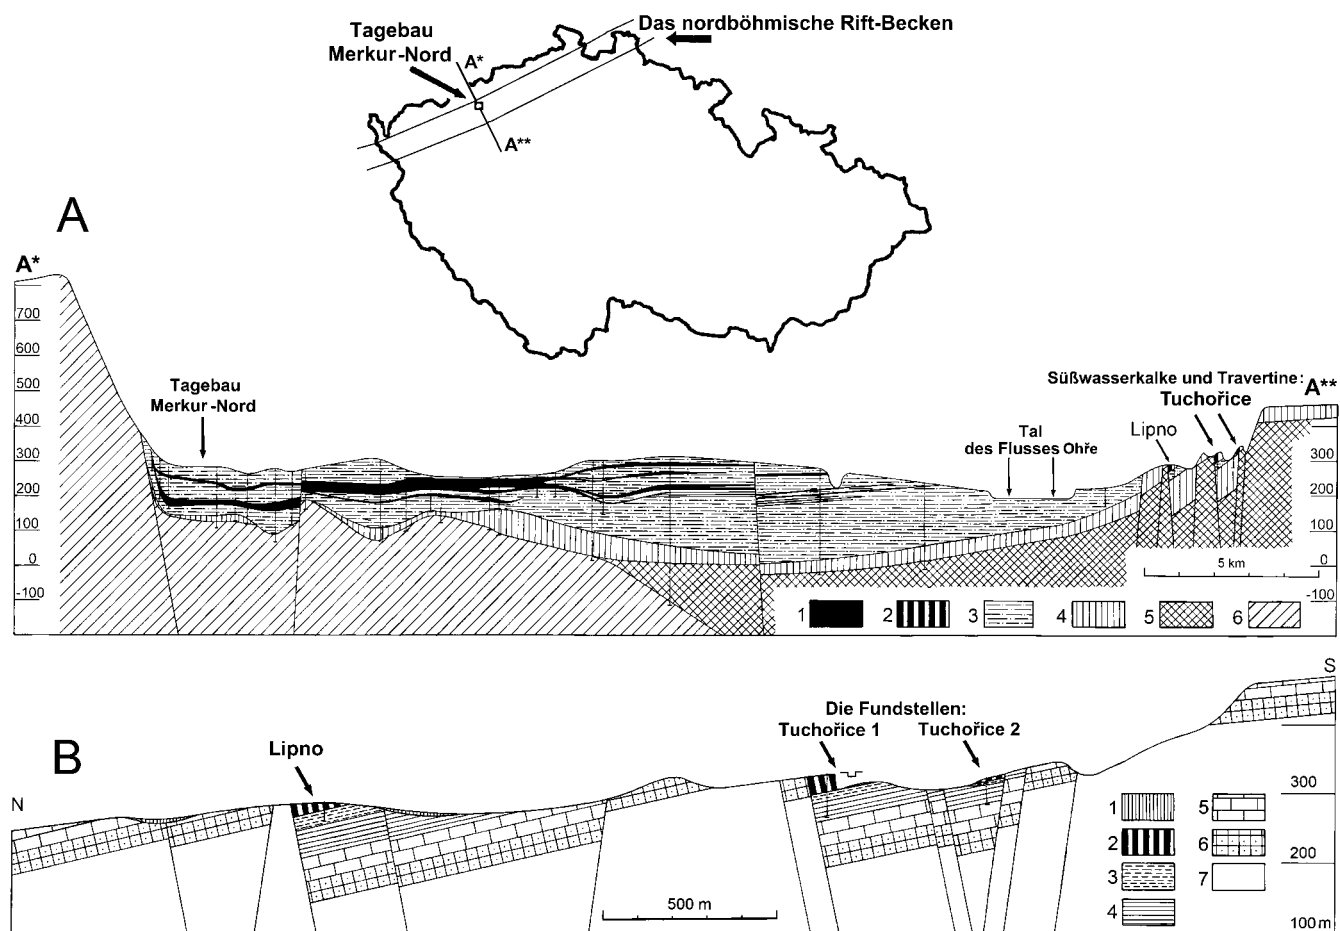 Das nordböhmische Rift-Becken
Tagebau
Merkur-Nord
A*
A**
A
A*
A**
700
600
500
400
300
200
100
0
-100
Tagebau
Merkur-Nord
Süßwasserkalke und Travertine:
Tuchořice
Lipno
Tal
des Flusses Ohře
300
200
100
0
-100
5 km
1
2
3
4
5
6
B
N
S
Lipno
Die Fundstellen:
Tuchořice 1
Tuchořice 2
500 m
300
200
100 m
1
2
3
4
5
6
7